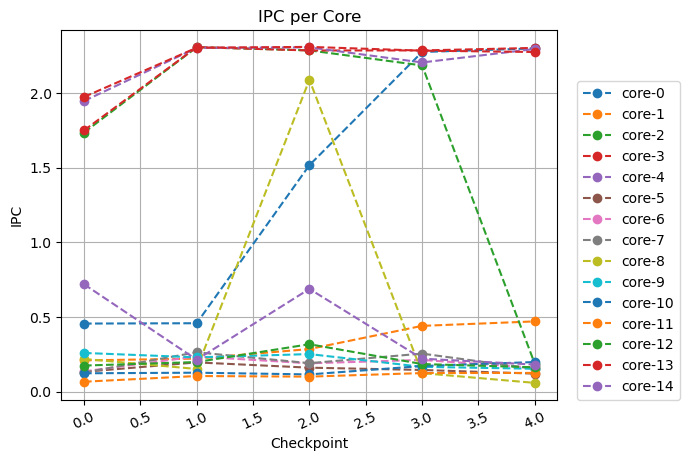 IPC per Core
IPC
2.0
1.5
1.0
0.5
0.0
0.0 0.5 1.0 1.5 2.0 2.5 3.0 3.5 4.0
Checkpoint
core-0
core-1
core-2
core-3
core-4
core-5
core-6
core-7
core-8
core-9
core-10
core-11
core-12
core-13
core-14